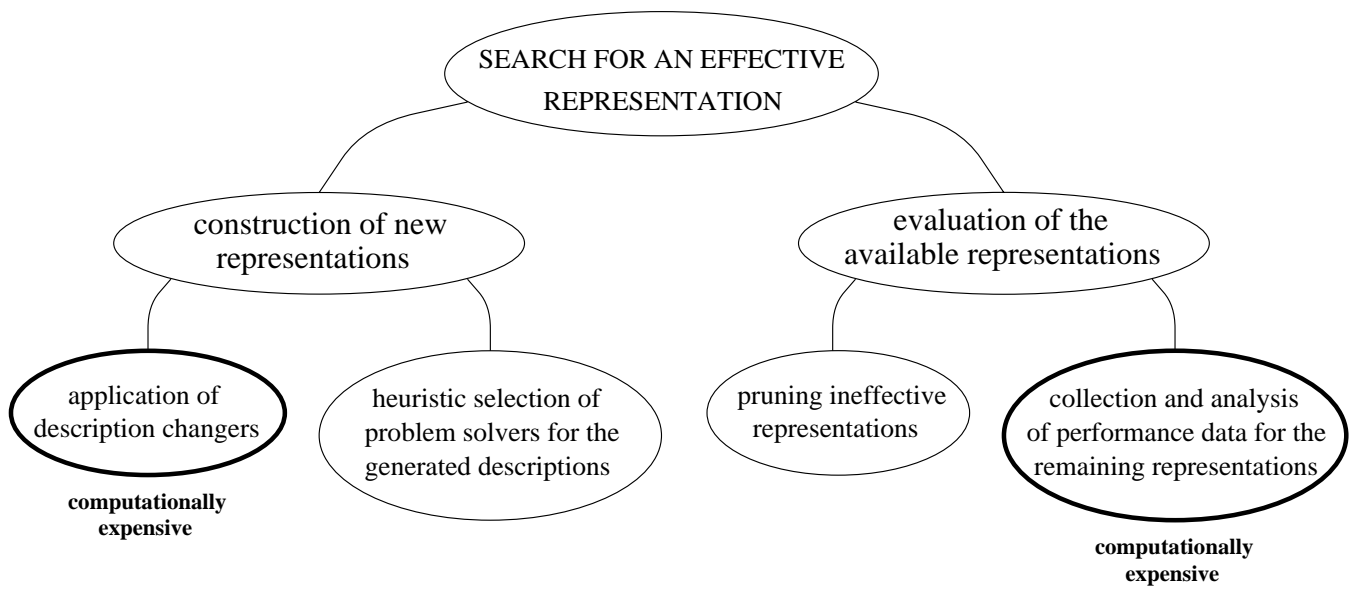 SEARCH FOR AN EFFECTIVE
REPRESENTATION
construction of new
representations
evaluation of the
available representations
application of
description changers
computationally
expensive
heuristic selection of
problem solvers for the
generated descriptions
pruning ineffective
representations
collection and analysis
of performance data for the
remaining representations
computationally
expensive